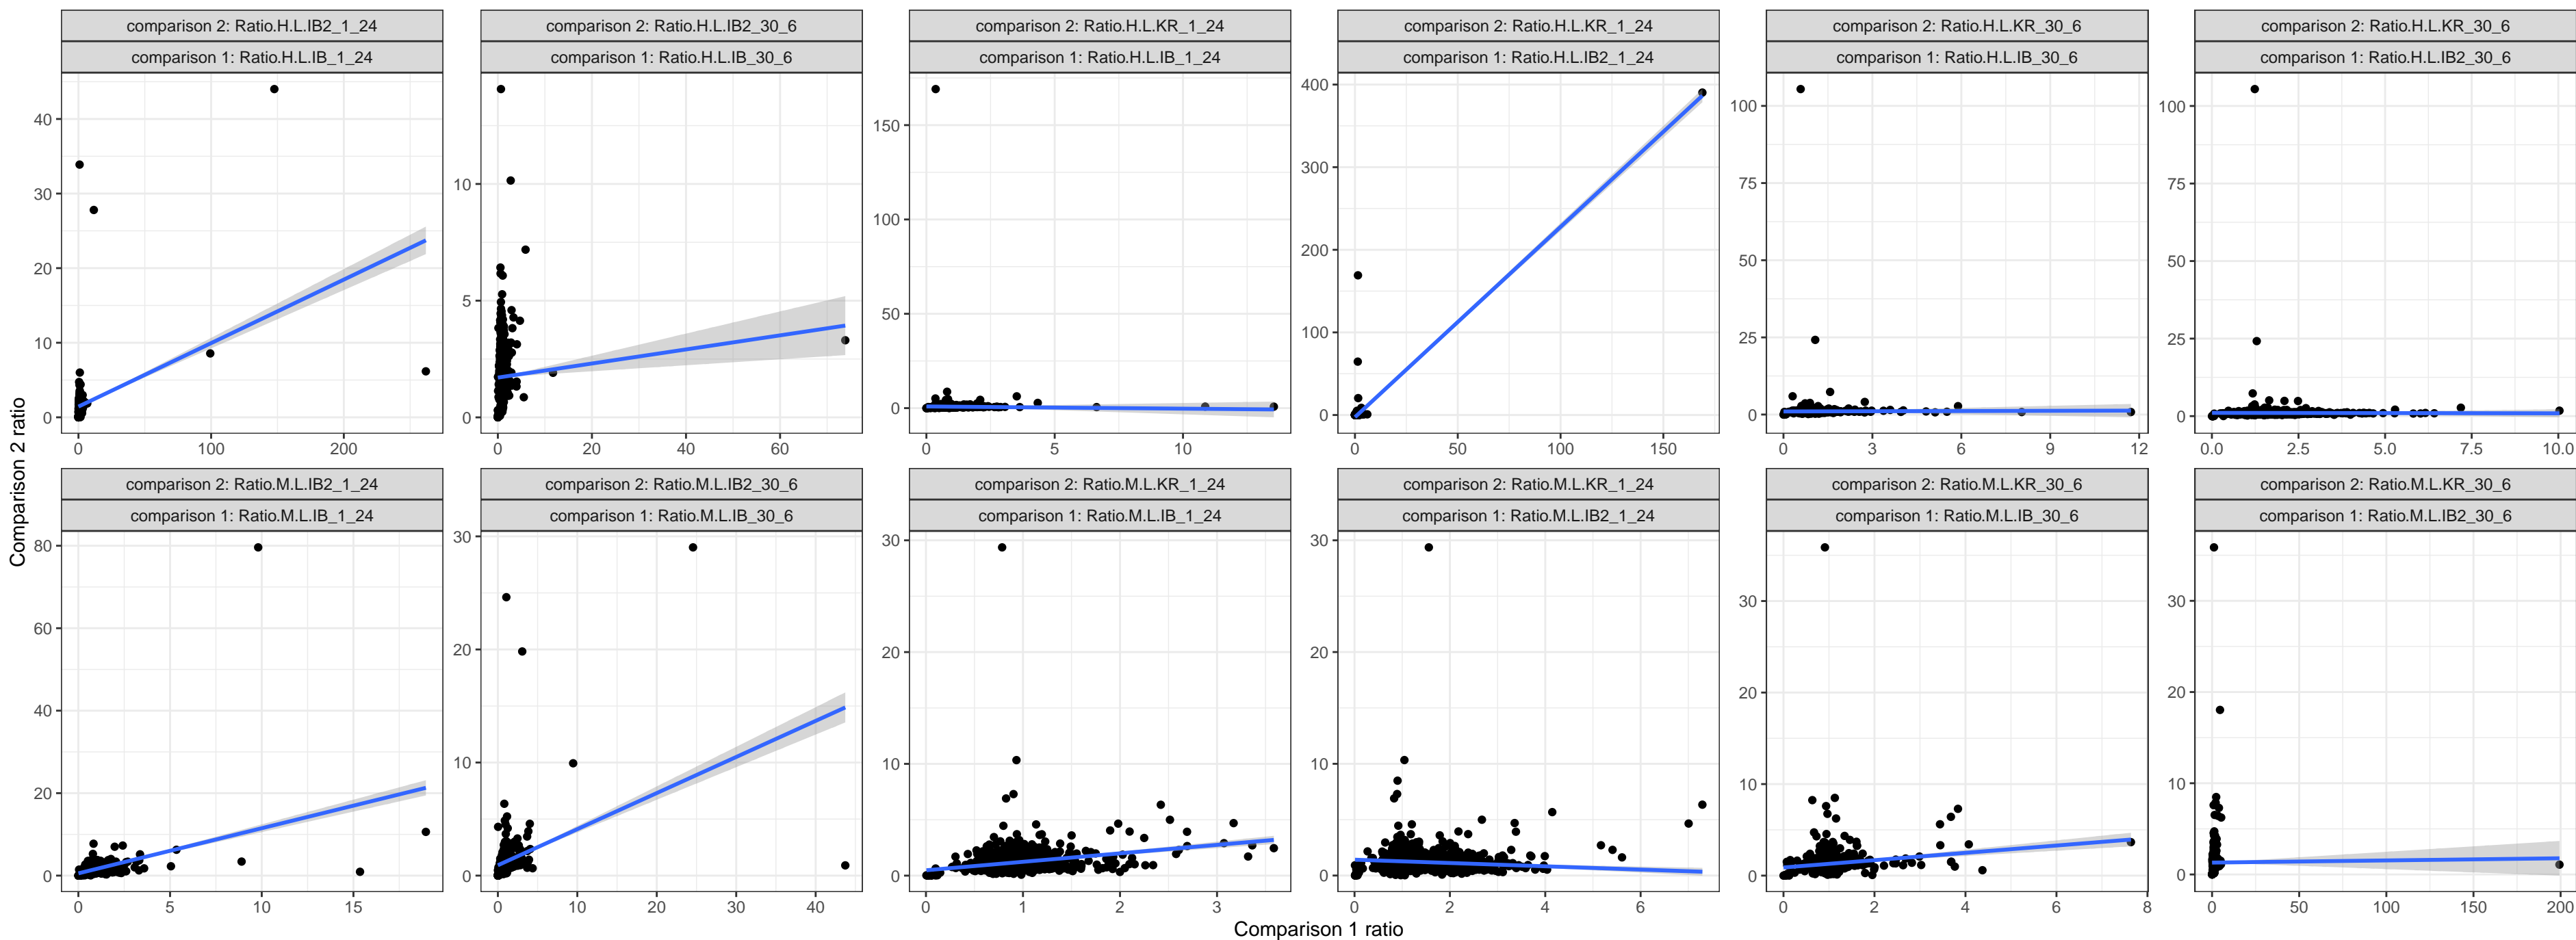 comparison 2: Ratio.H.L.IB2_1_24
comparison 1: Ratio.H.L.IB_1_24
40
30
20
10
0
0 100 200
comparison 2: Ratio.H.L.IB2_30_6
comparison 1: Ratio.H.L.IB_30_6
10
5
0
0 20 40 60
comparison 2: Ratio.H.L.KR_1_24
comparison 1: Ratio.H.L.IB_1_24
150
100
50
0
0 5 10
comparison 2: Ratio.H.L.KR_1_24
comparison 1: Ratio.H.L.IB2_1_24
400
300
200
100
0
0 50 100 150
comparison 2: Ratio.H.L.KR_30_6
comparison 1: Ratio.H.L.IB_30_6
100
75
50
25
0
0 3 6 9 12
comparison 2: Ratio.H.L.KR_30_6
comparison 1: Ratio.H.L.IB2_30_6
100
75
50
25
0
0.0 2.5 5.0 7.5 10.0
comparison 2: Ratio.M.L.IB2_1_24
comparison 1: Ratio.M.L.IB_1_24
80
60
40
20
0
0 5 10 15
comparison 2: Ratio.M.L.IB2_30_6
comparison 1: Ratio.M.L.IB_30_6
30
20
10
0
0 10 20 30 40
comparison 2: Ratio.M.L.KR_1_24
comparison 1: Ratio.M.L.IB_1_24
30
20
10
0
0 1 2 3
comparison 2: Ratio.M.L.KR_1_24
comparison 1: Ratio.M.L.IB2_1_24
30
20
10
0
0 2 4 6
comparison 2: Ratio.M.L.KR_30_6
comparison 1: Ratio.M.L.IB_30_6
30
20
10
0
0 2 4 6 8
comparison 2: Ratio.M.L.KR_30_6
comparison 1: Ratio.M.L.IB2_30_6
30
20
10
0
0 50 100 150 200
Comparison 2 ratio
Comparison 1 ratio